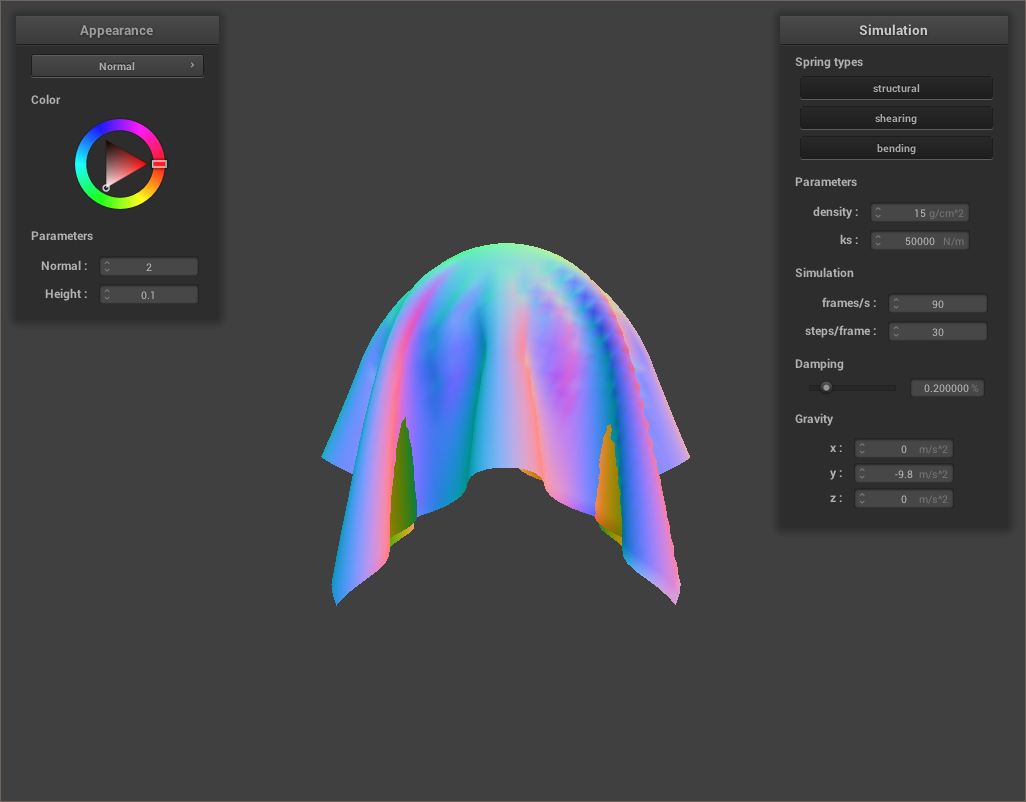 Appearance
Normal
Color
Parameters
Normal : 2
Height : 0.1
Simulation
Spring types
structural
shearing
bending
Parameters
density : 15 g/cm^2
ks : 50000 N/m
Simulation
frames/s : 90
steps/frame : 30
Damping
0.200000 %
Gravity
x : 0 m/s^2
y : -9.8 m/s^2
z : 0 m/s^2